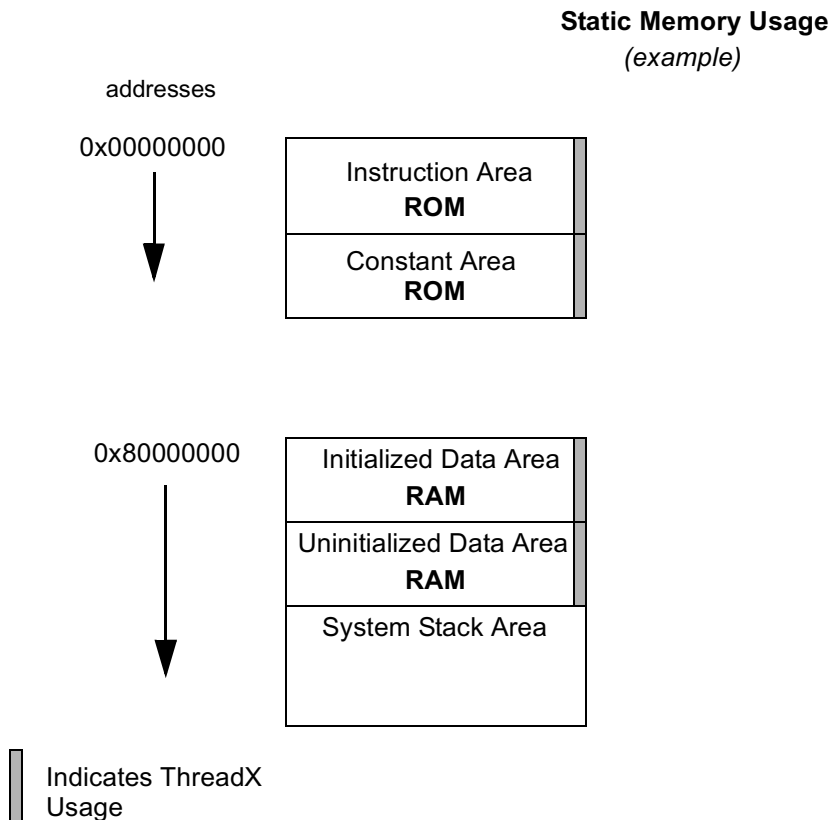 Static Memory Usage
(example)
addresses
0x00000000
Instruction Area
ROM
Constant Area
ROM
0x80000000
Initialized Data Area
RAM
Uninitialized Data Area
RAM
System Stack Area
Indicates ThreadX
Usage